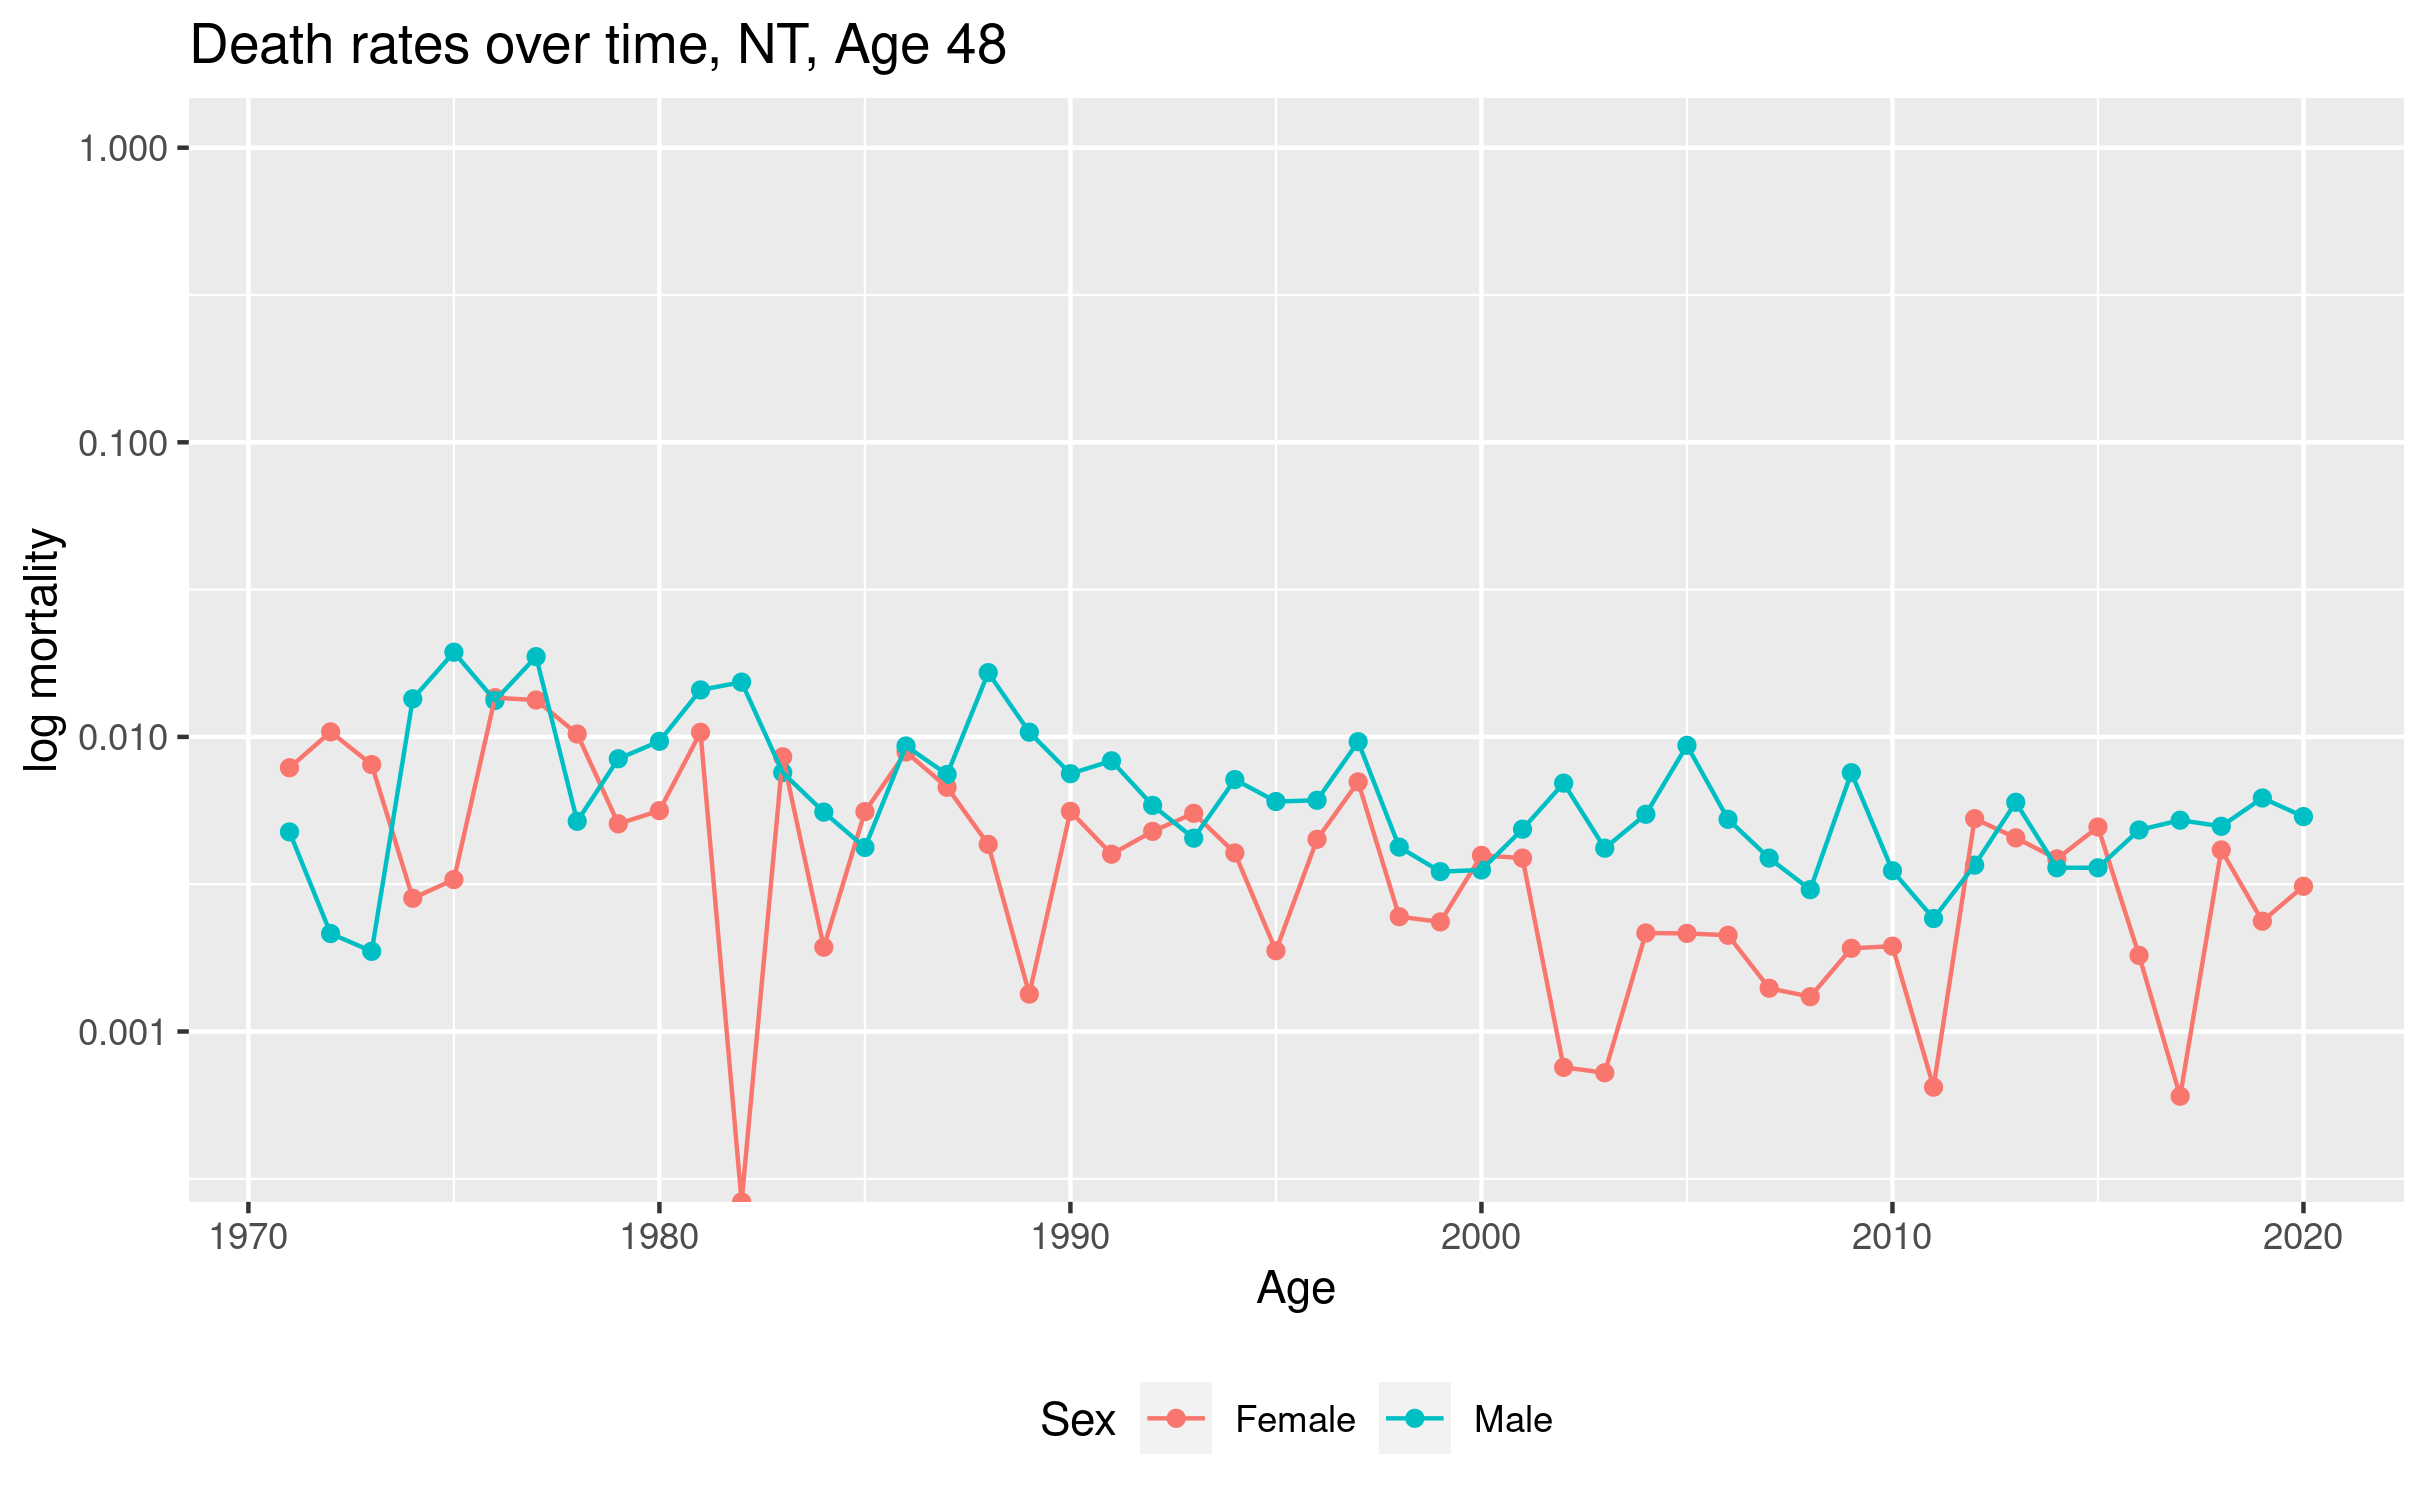 Death rates over time, NT, Age 48
log mortality
1.000
0.100
0.010
0.001
1970 1980 1990 2000 2010 2020
Age
Sex Female Male